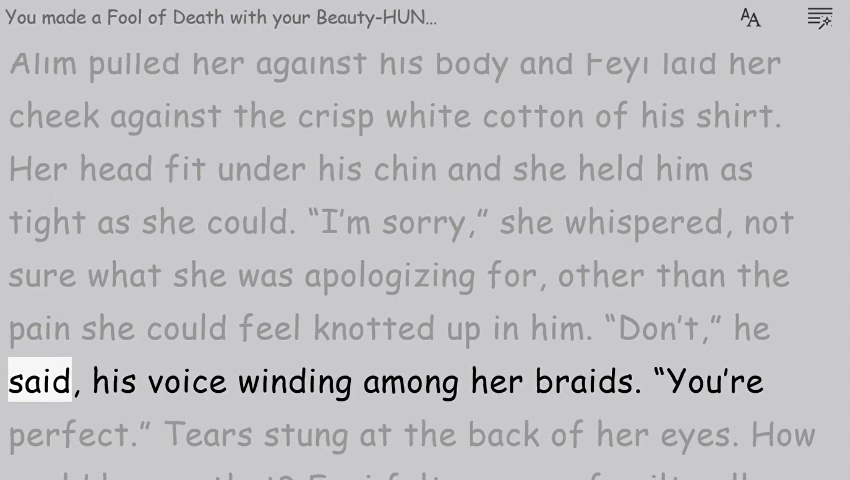 You made a Fool of Death with your Beauty-HUN...
AA
Alim pulled her against his body and Feyi laid her
cheek against the crisp white cotton of his shirt.
Her head fit under his chin and she held him as
tight as she could. “I’m sorry,” she whispered, not
sure what she was apologizing for, other than the
pain she could feel knotted up in him. “Don’t,” he
said, his voice winding among her braids. “You’re
perfect.” Tears stung at the back of her eyes. How